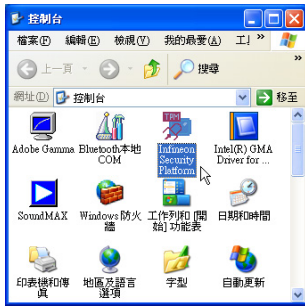 控制台
檔案(F) 編輯(E) 檢視(V) 我的最愛(A) 工具 »
上一頁 搜尋 »
網址(D) 控制台 移至
TPM
Adobe Gamma Bluetooth本地 Infineon Intel(R) GMA
COM Security Driver for ...
Platform
SoundMAX Windows 防火 工作列和 [開 日期和時間
牆 始] 功能表
印表機和傳 地區及語言 字型 自動更新
真 選項